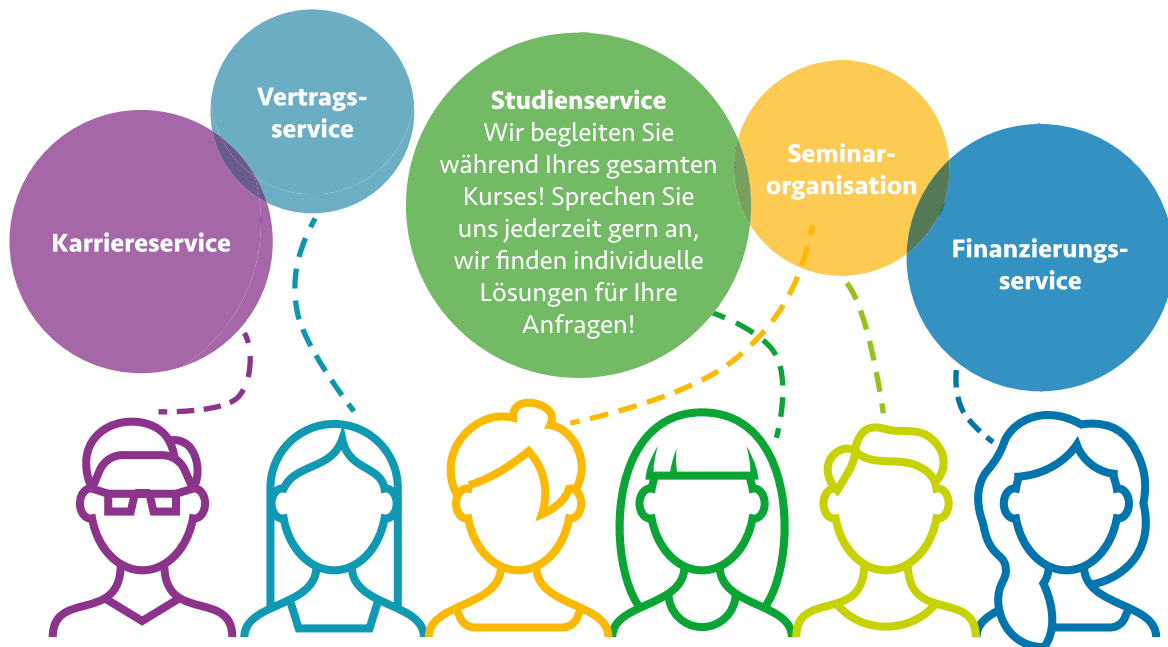 Karriereservice
Vertrags-
service
Studienservice
Wir begleiten Sie
während Ihres gesamten
Kurses! Sprechen Sie
uns jederzeit gern an,
wir finden individuelle
Lösungen für Ihre
Anfragen!
Seminar-
organisation
Finanzierungs-
service